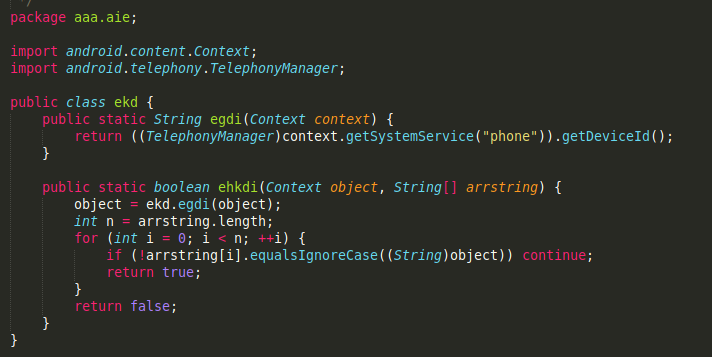 */
package aaa.aie;

import android.content.Context;
import android.telephony.TelephonyManager;

public class ekd {
    public static String egdi(Context context) {
        return ((TelephonyManager)context.getSystemService("phone")).getDeviceId();
    }

    public static boolean ehkdi(Context object, String[] arrstring) {
        object = ekd.egdi(object);
        int n = arrstring.length;
        for (int i = 0; i < n; ++i) {
            if (!arrstring[i].equalsIgnoreCase((String)object)) continue;
            return true;
        }
        return false;
    }
}